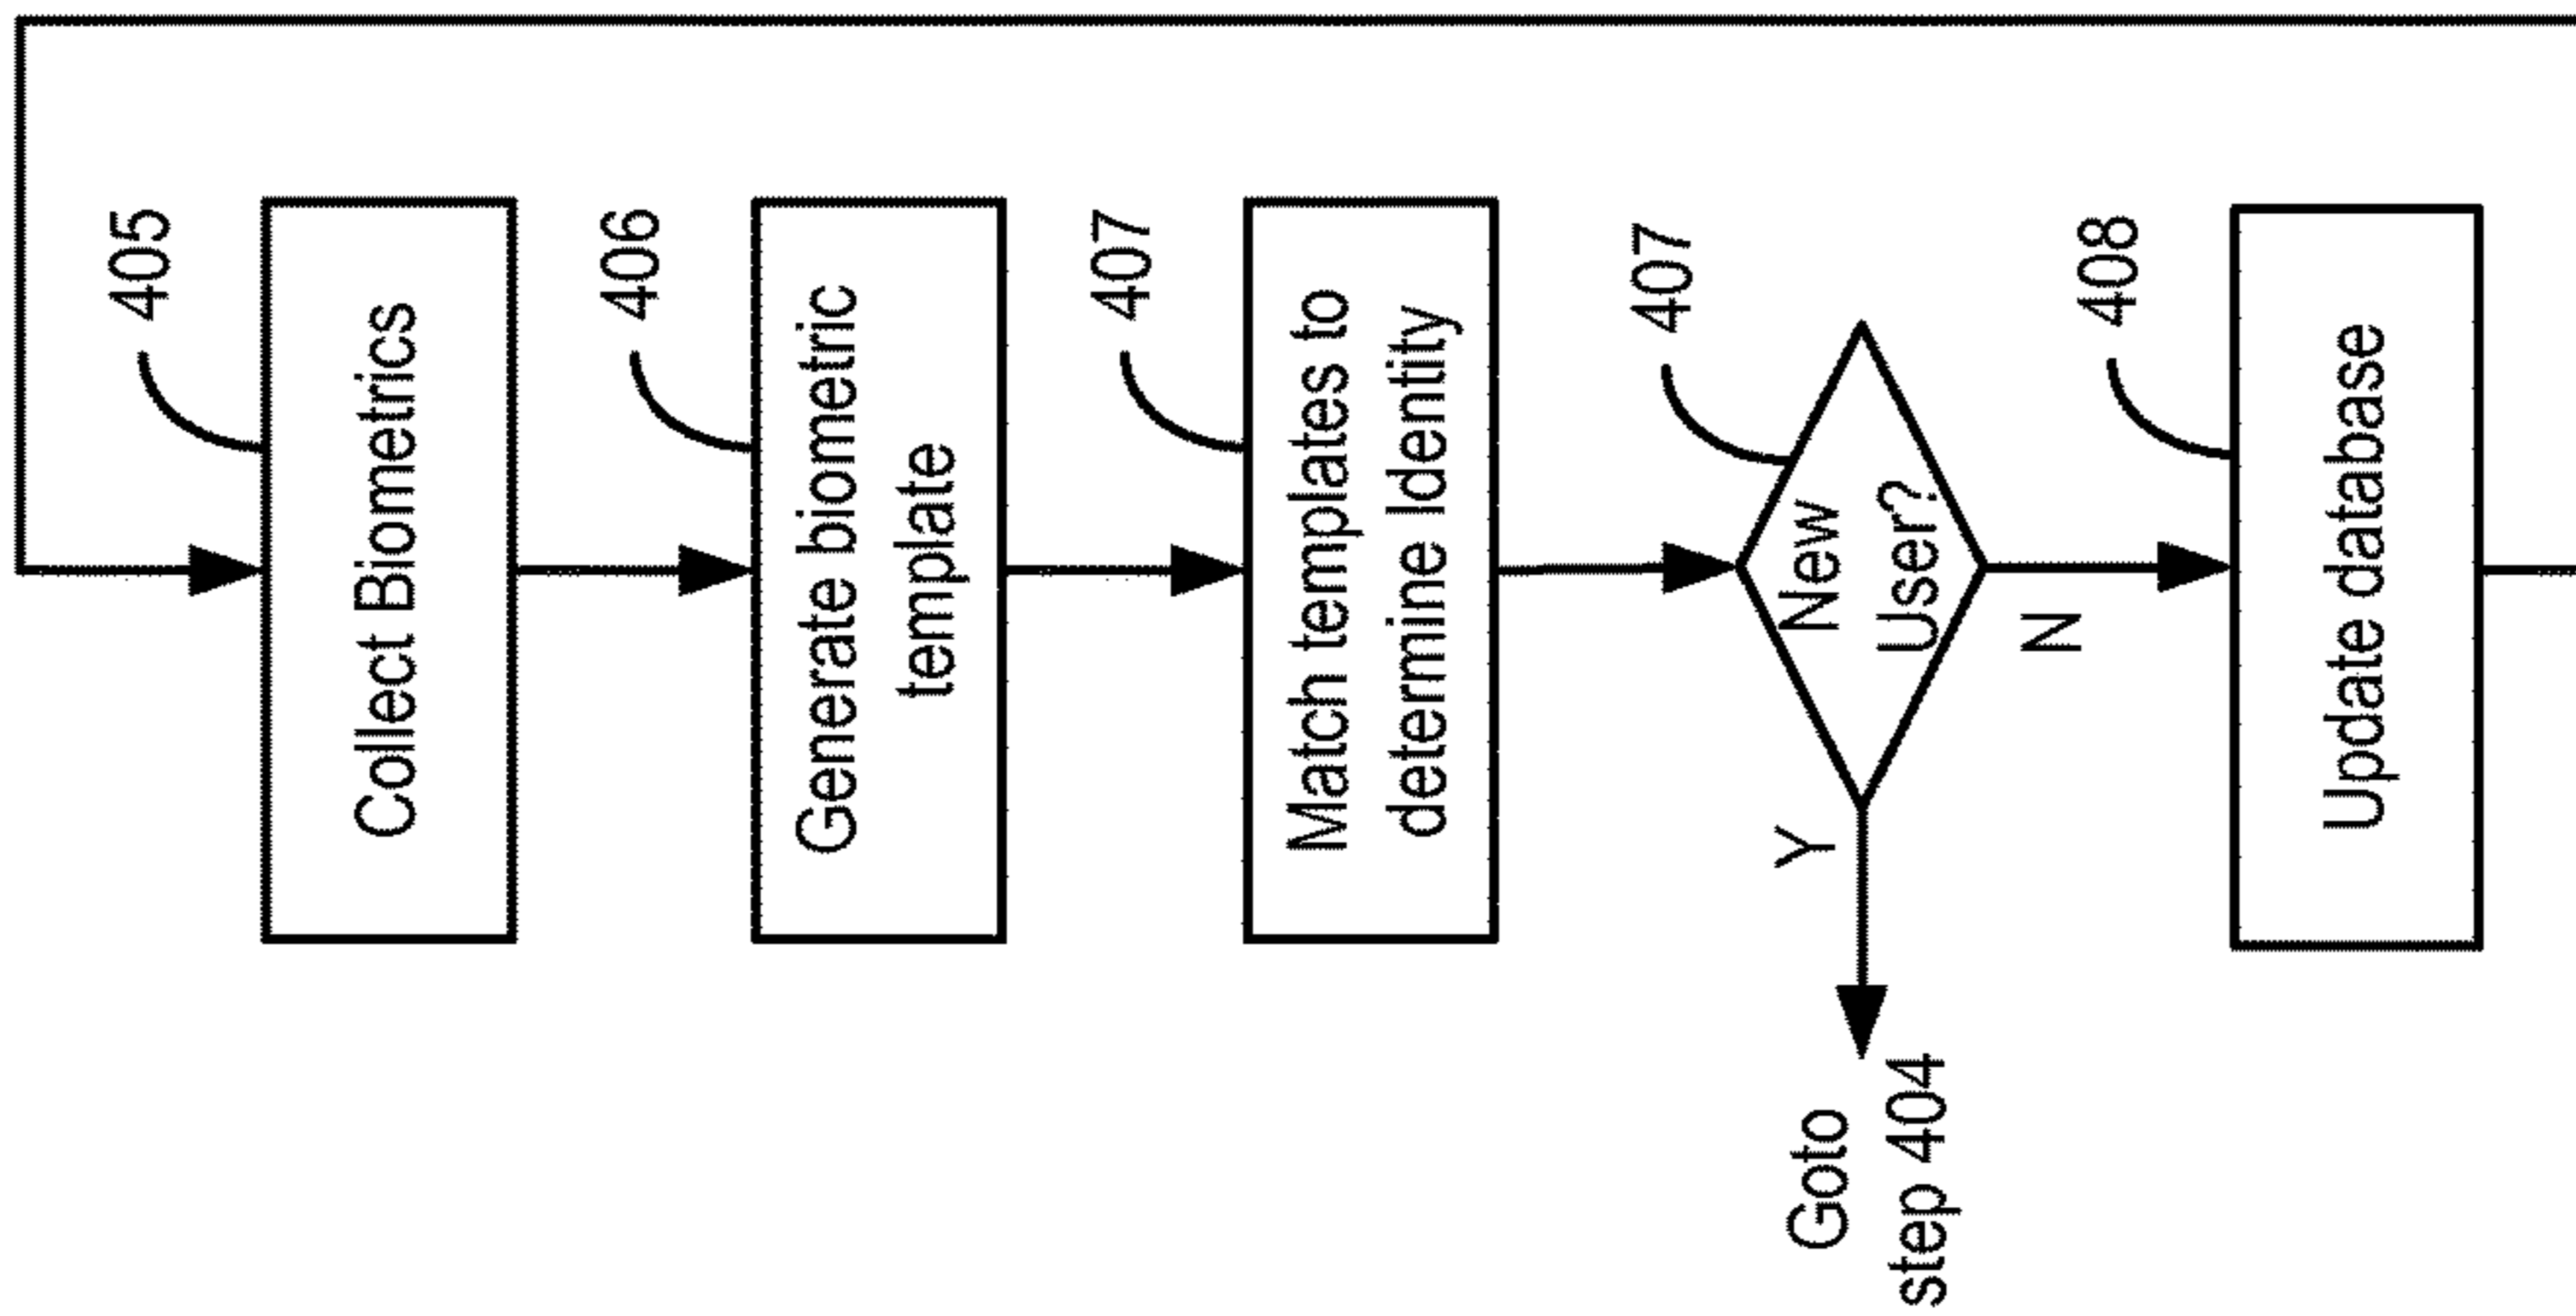 405
Collect Biometrics
406
Generate biometric
template
407
Match templates to
determine Identity
407
New
User?
Y
Goto
step 404
N
408
Update database